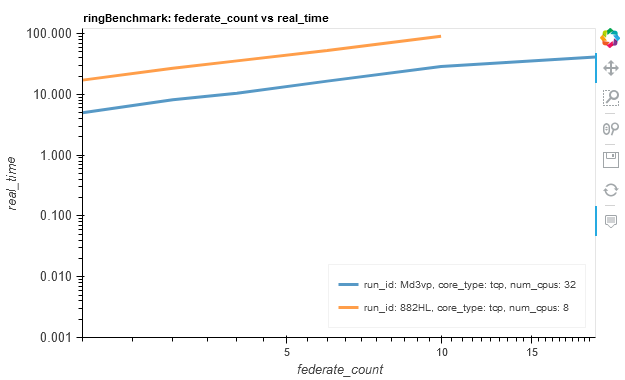 ringBenchmark: federate_count vs real_time
100.000
10.000
1.000
0.100
0.010
0.001
real_time
run_id: Md3vp, core_type: tcp, num_cpus: 32
run_id: 882HL, core_type: tcp, num_cpus: 8
5
10
15
federate_count